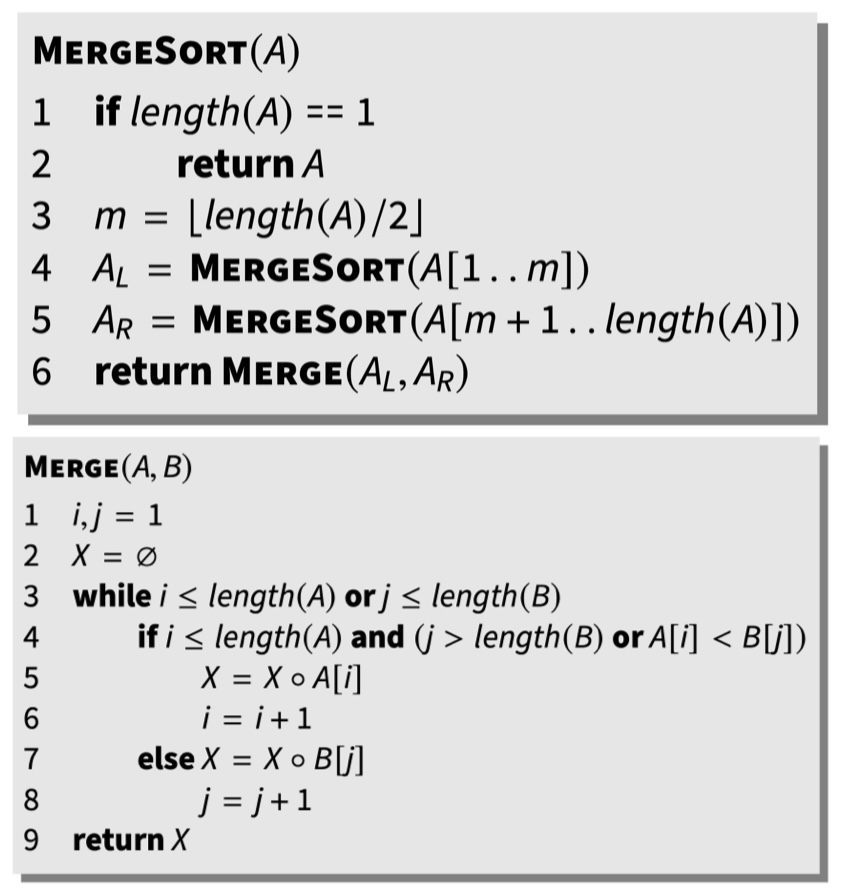 MERGESORT(A)
1 if length(A) == 1
2 return A
3 m = ⌊length(A)/2⌋
4 A_L = MERGESORT(A[1 . . m])
5 A_R = MERGESORT(A[m + 1 . . length(A)])
6 return MERGE(A_L, A_R)
MERGE(A, B)
1 i,j = 1
2 X = ∅
3 while i ≤ length(A) or j ≤ length(B)
4 if i ≤ length(A) and (j > length(B) or A[i] < B[j])
5 X = X ∘ A[i]
6 i = i + 1
7 else X = X ∘ B[j]
8 j = j + 1
9 return X